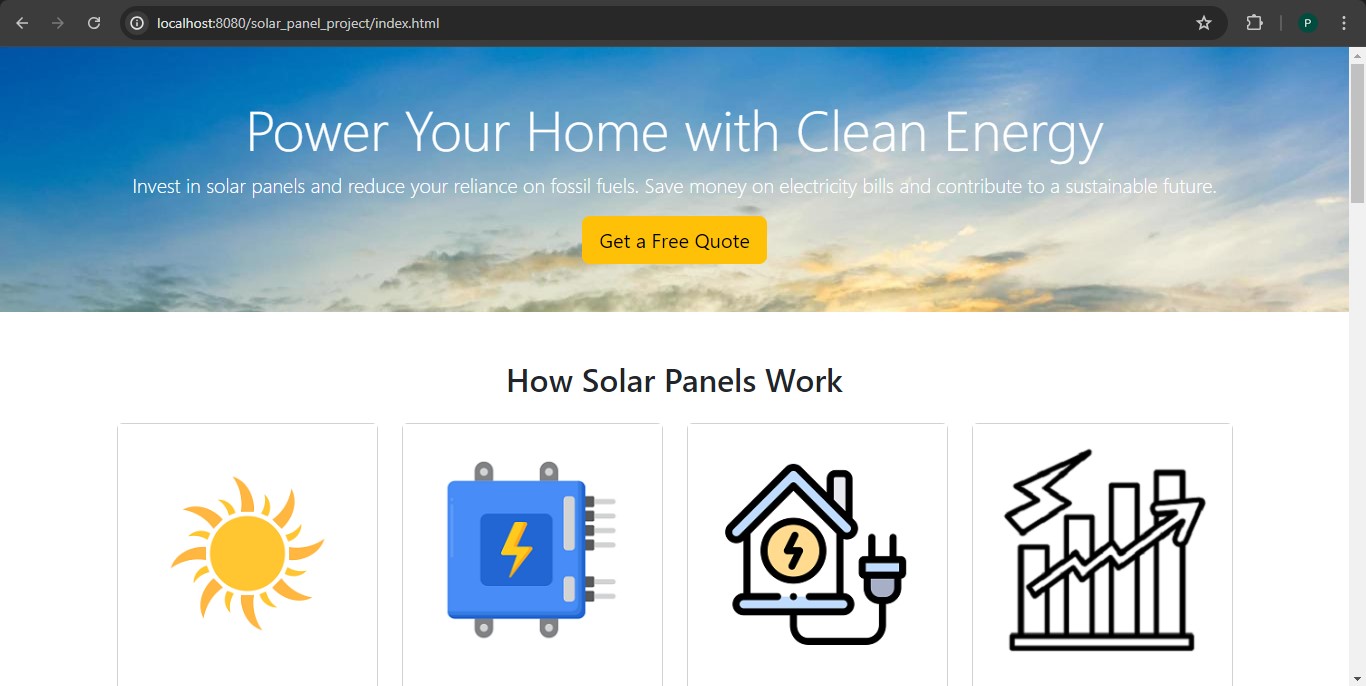 localhost:8080/solar_panel_project/index.html
P
Power Your Home with Clean Energy
Invest in solar panels and reduce your reliance on fossil fuels. Save money on electricity bills and contribute to a sustainable future.
Get a Free Quote
How Solar Panels Work